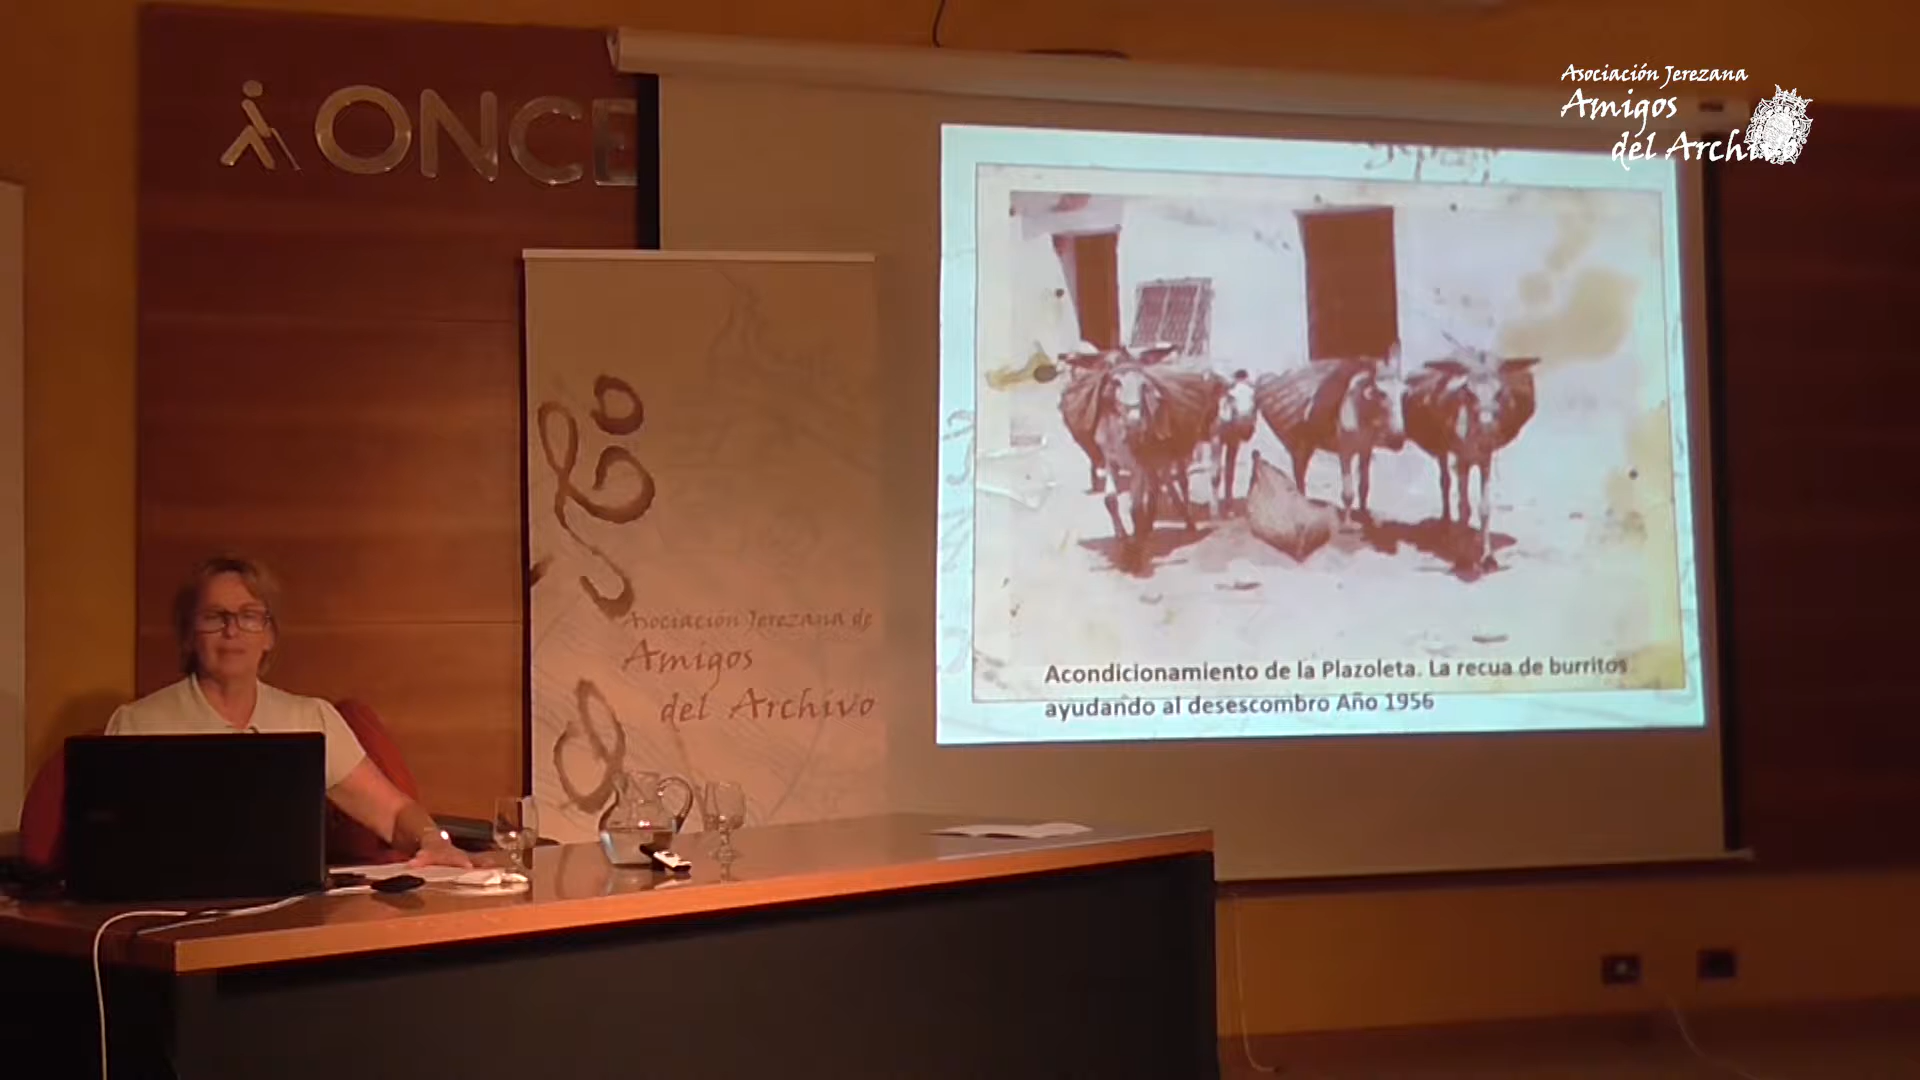 ONCE
Asociación Jerezana
Amigos
del Archivo
Asociación Jerezana de
Amigos
del Archivo
Acondicionamiento de la Plazoleta. La recua de burritos
ayudando al desescombro Año 1956